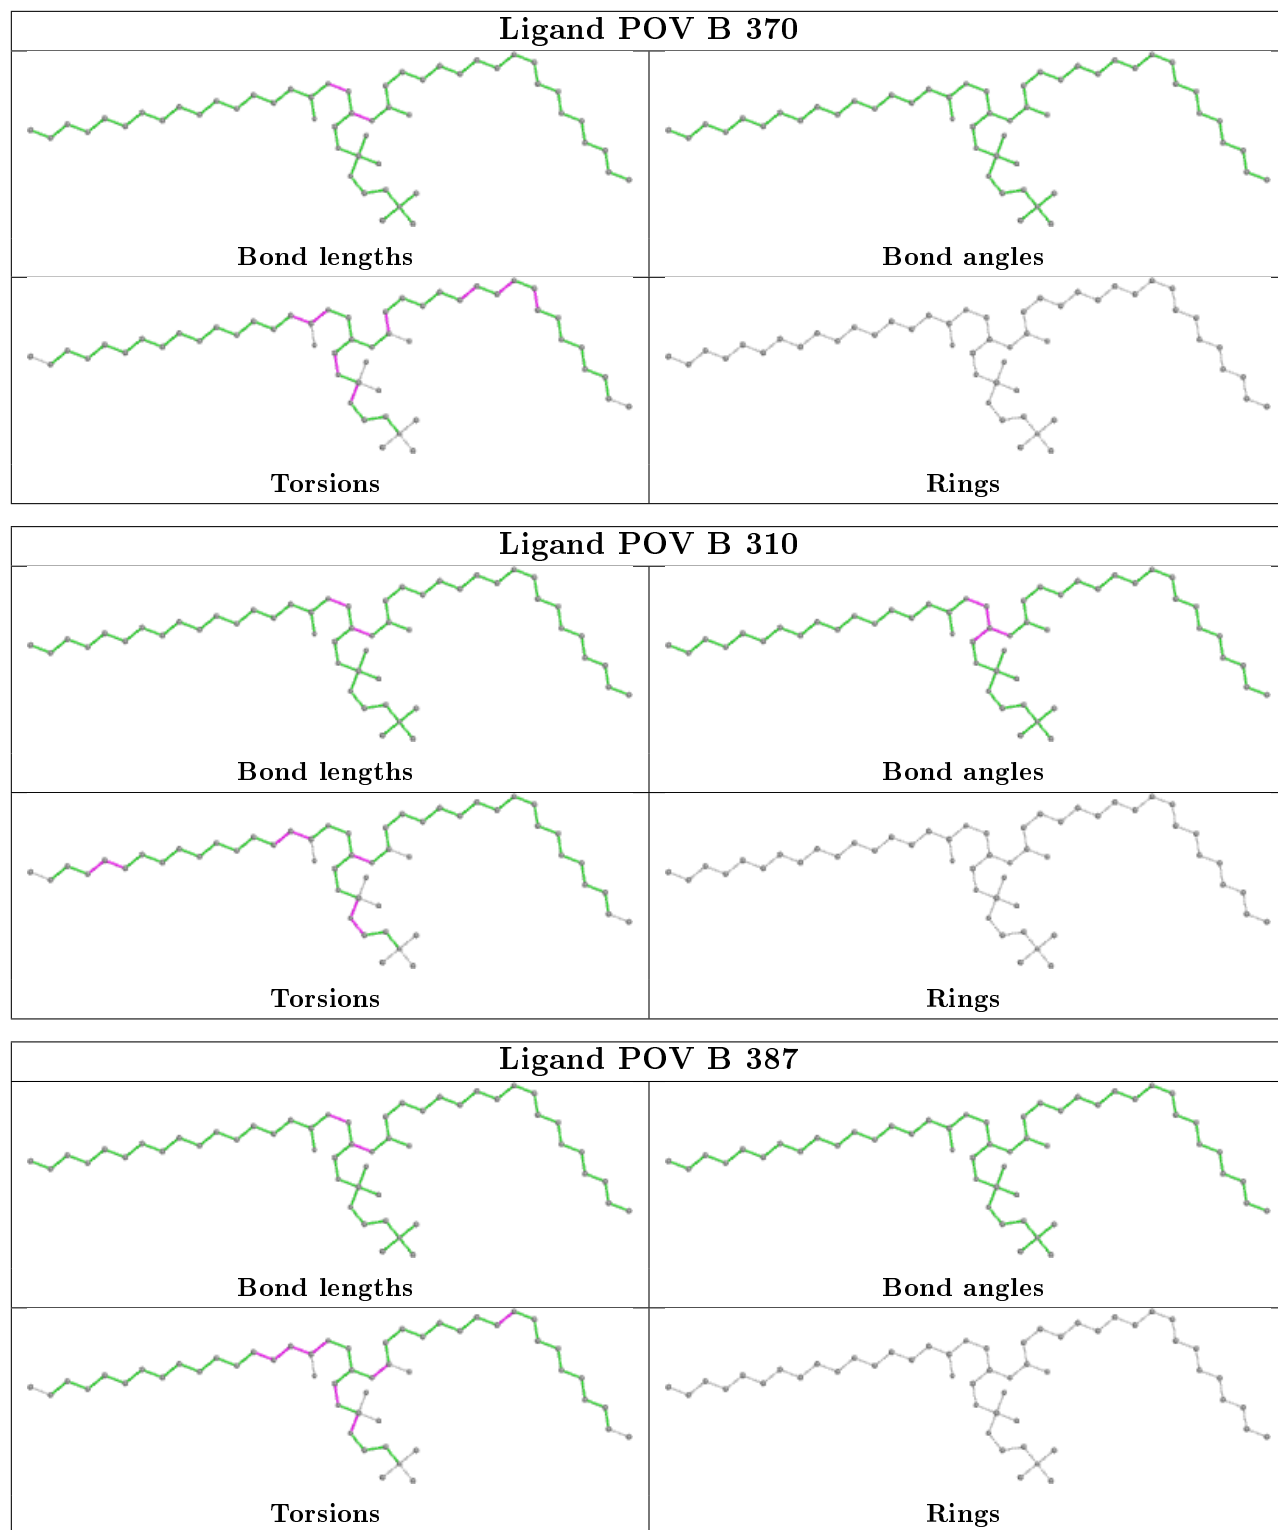 Ligand POV B 370
Bond lengths
Bond angles
Torsions
Rings
Ligand POV B 310
Bond lengths
Bond angles
Torsions
Rings
Ligand POV B 387
Bond lengths
Bond angles
Torsions
Rings